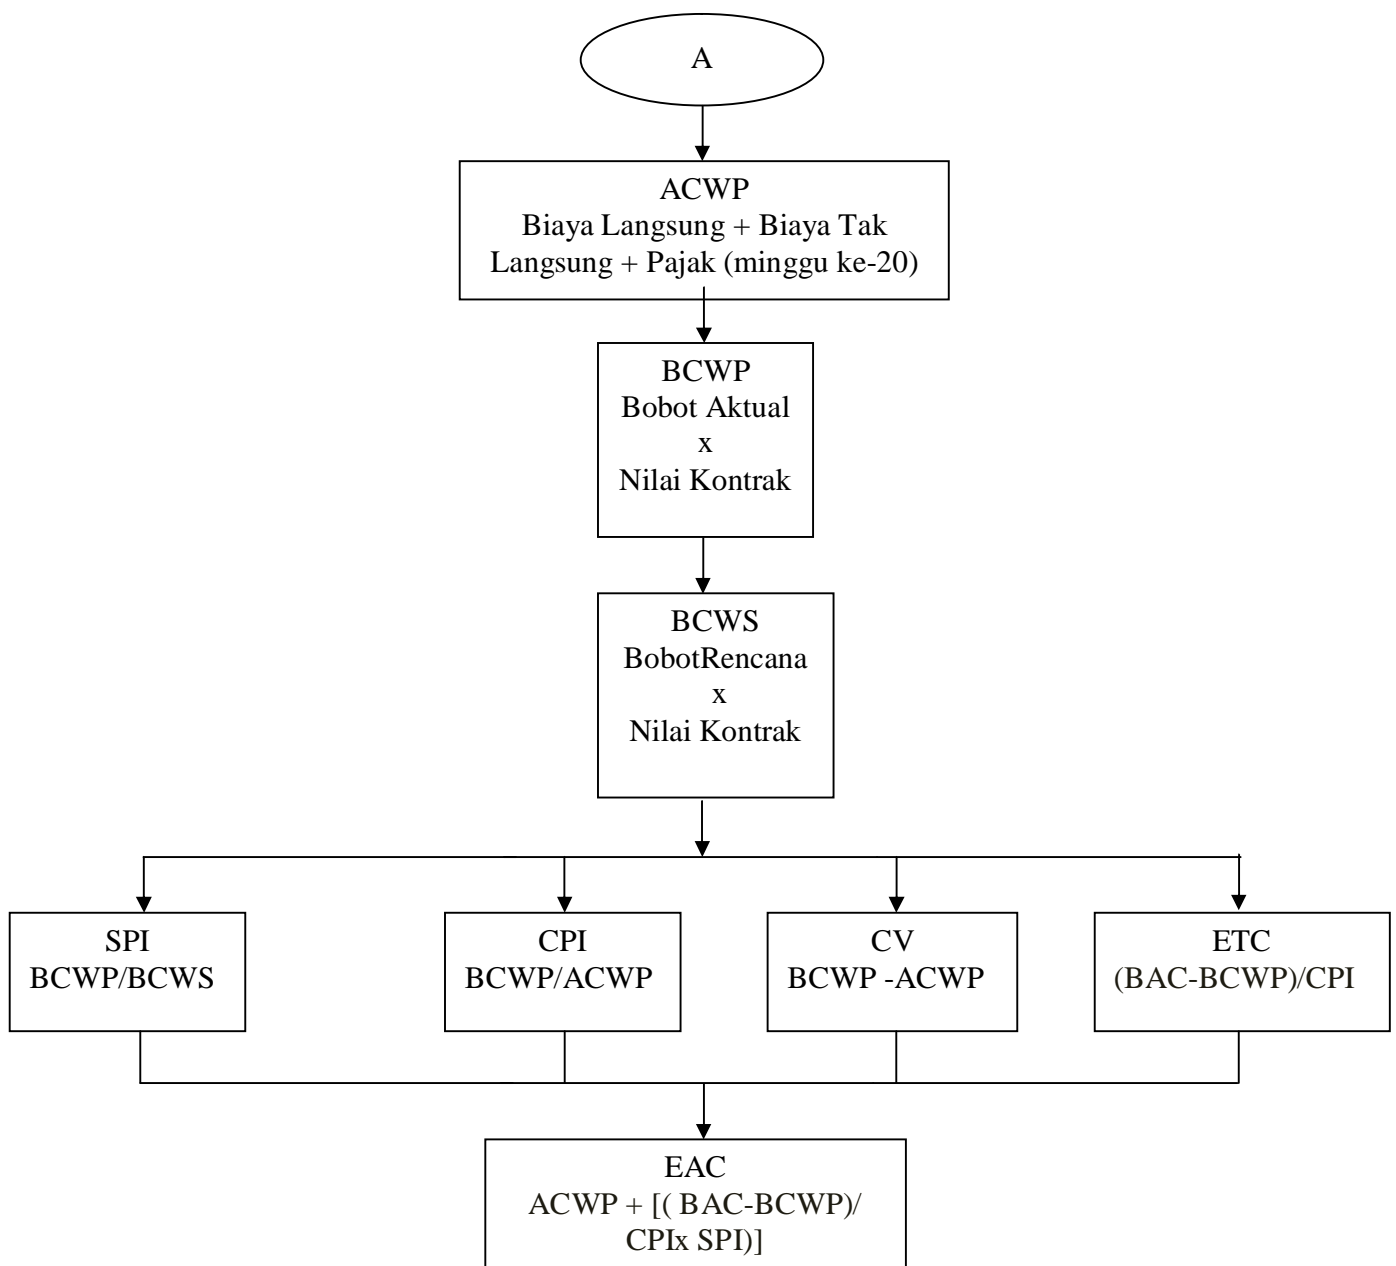 A
ACWP
Biaya Langsung + Biaya Tak
Langsung + Pajak (minggu ke-20)
BCWP
Bobot Aktual
x
Nilai Kontrak
BCWS
BobotRencana
x
Nilai Kontrak
SPI
BCWP/BCWS
CPI
BCWP/ACWP
CV
BCWP -ACWP
ETC
(BAC-BCWP)/CPI
EAC
ACWP + [( BAC-BCWP)/
CPIx SPI)]